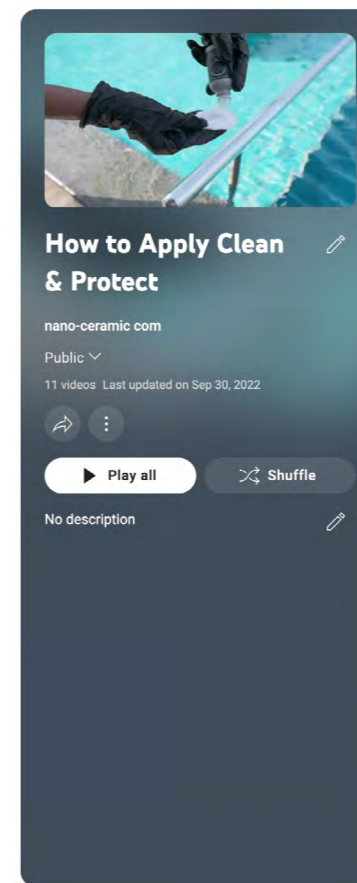 How to Apply Clean
& Protect
nano-ceramic com
Public
11 videos Last updated on Sep 30, 2022
Play all
Shuffle
No description